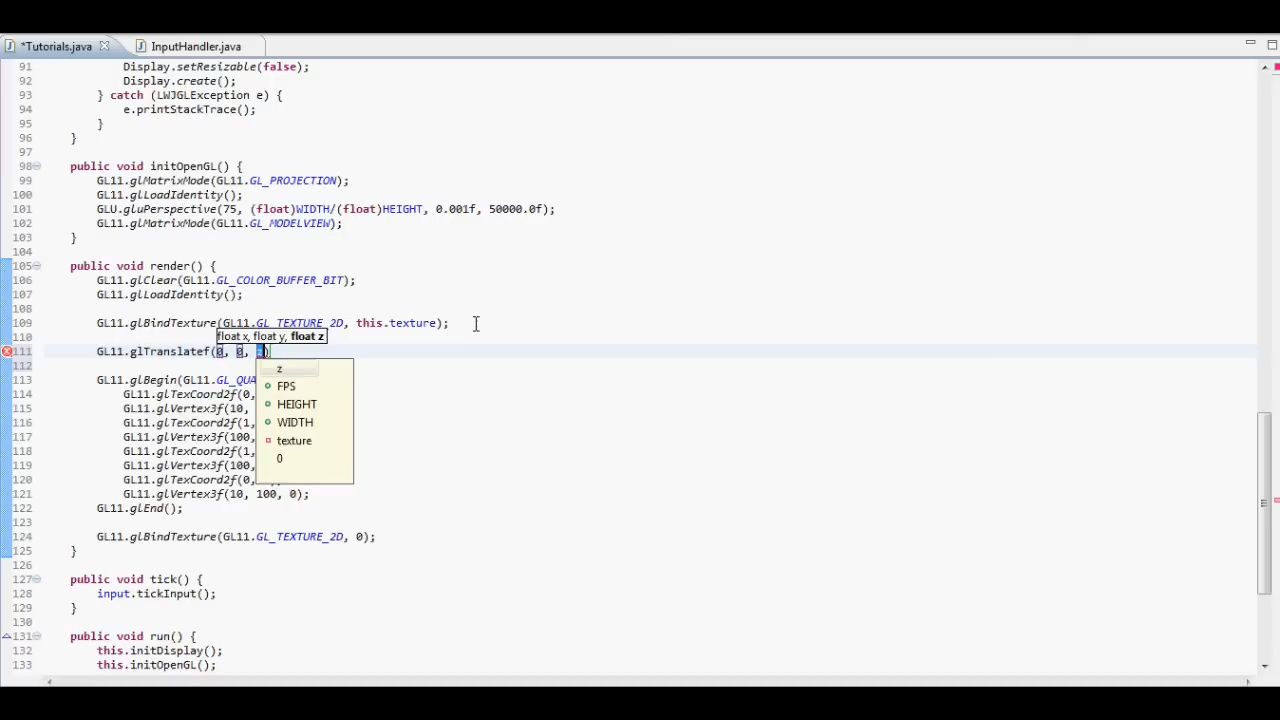 *Tutorials.java InputHandler.java
91 Display.setResizable(false);
92 Display.create();
93 } catch (LWJGLException e) {
94 e.printStackTrace();
95 }
96 }
97
98 public void initOpenGL() {
99 GL11.glMatrixMode(GL11.GL_PROJECTION);
100 GL11.glLoadIdentity();
101 GLU.gluPerspective(75, (float)WIDTH/(float)HEIGHT, 0.001f, 50000.0f);
102 GL11.glMatrixMode(GL11.GL_MODELVIEW);
103 }
104
105 public void render() {
106 GL11.glClear(GL11.GL_COLOR_BUFFER_BIT);
107 GL11.glLoadIdentity();
108
109 GL11.glBindTexture(GL11.GL_TEXTURE_2D, this.texture);
110 float x, float y, float z
111 GL11.glTranslatef(0, 0, z)
112 z
113 GL11.glBegin(GL11.GL_QUA
FPS
114 GL11.glTexCoord2f(0,
HEIGHT
115 GL11.glVertex3f(10,
116 GL11.glTexCoord2f(1,
WIDTH
117 GL11.glVertex3f(100,
texture
118 GL11.glTexCoord2f(1,
0
119 GL11.glVertex3f(100,
120 GL11.glTexCoord2f(0,
121 GL11.glVertex3f(10, 100, 0);
122 GL11.glEnd();
123
124 GL11.glBindTexture(GL11.GL_TEXTURE_2D, 0);
125 }
126
127 public void tick() {
128 input.tickInput();
129 }
130
131 public void run() {
132 this.initDisplay();
133 this.initOpenGL();